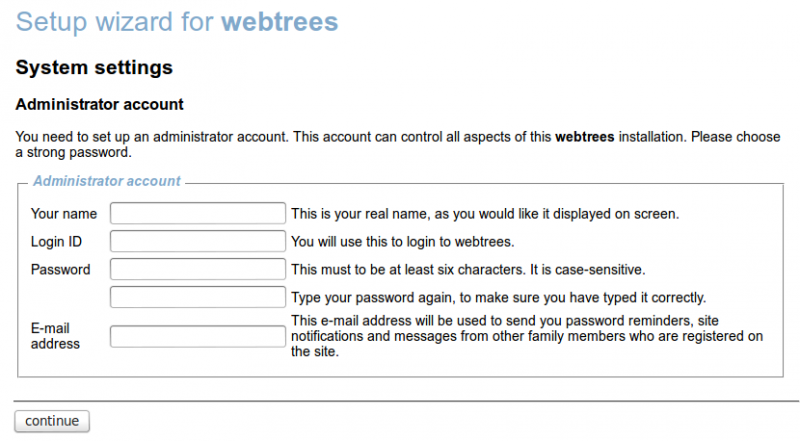 Setup wizard for webtrees
System settings
Administrator account
You need to set up an administrator account. This account can control all aspects of this webtrees installation. Please choose
a strong password.
Administrator account
Your name This is your real name, as you would like it displayed on screen.
Login ID You will use this to login to webtrees.
Password This must to be at least six characters. It is case-sensitive.
Type your password again, to make sure you have typed it correctly.
E-mail
address
This e-mail address will be used to send you password reminders, site
notifications and messages from other family members who are registered on
the site.
continue